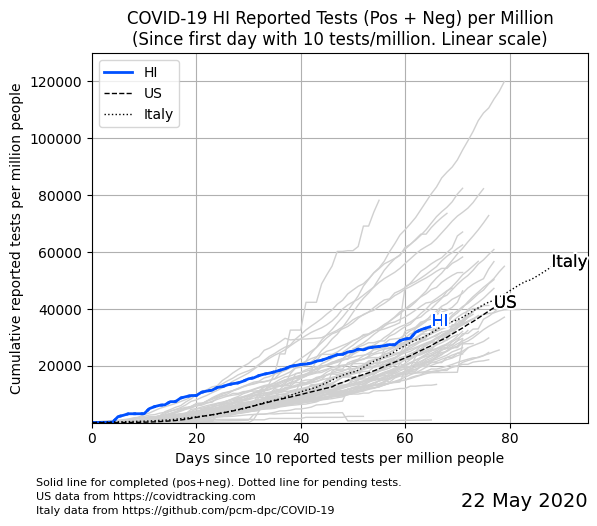 COVID-19 HI Reported Tests (Pos + Neg) per Million
(Since first day with 10 tests/million. Linear scale)
Cumulative reported tests per million people
120000
100000
80000
60000
40000
20000
HI
US
Italy
Italy
US
HI
0
20
40
60
80
Days since 10 reported tests per million people
Solid line for completed (pos+neg). Dotted line for pending tests.
US data from https://covidtracking.com
Italy data from https://github.com/pcm-dpc/COVID-19
22 May 2020